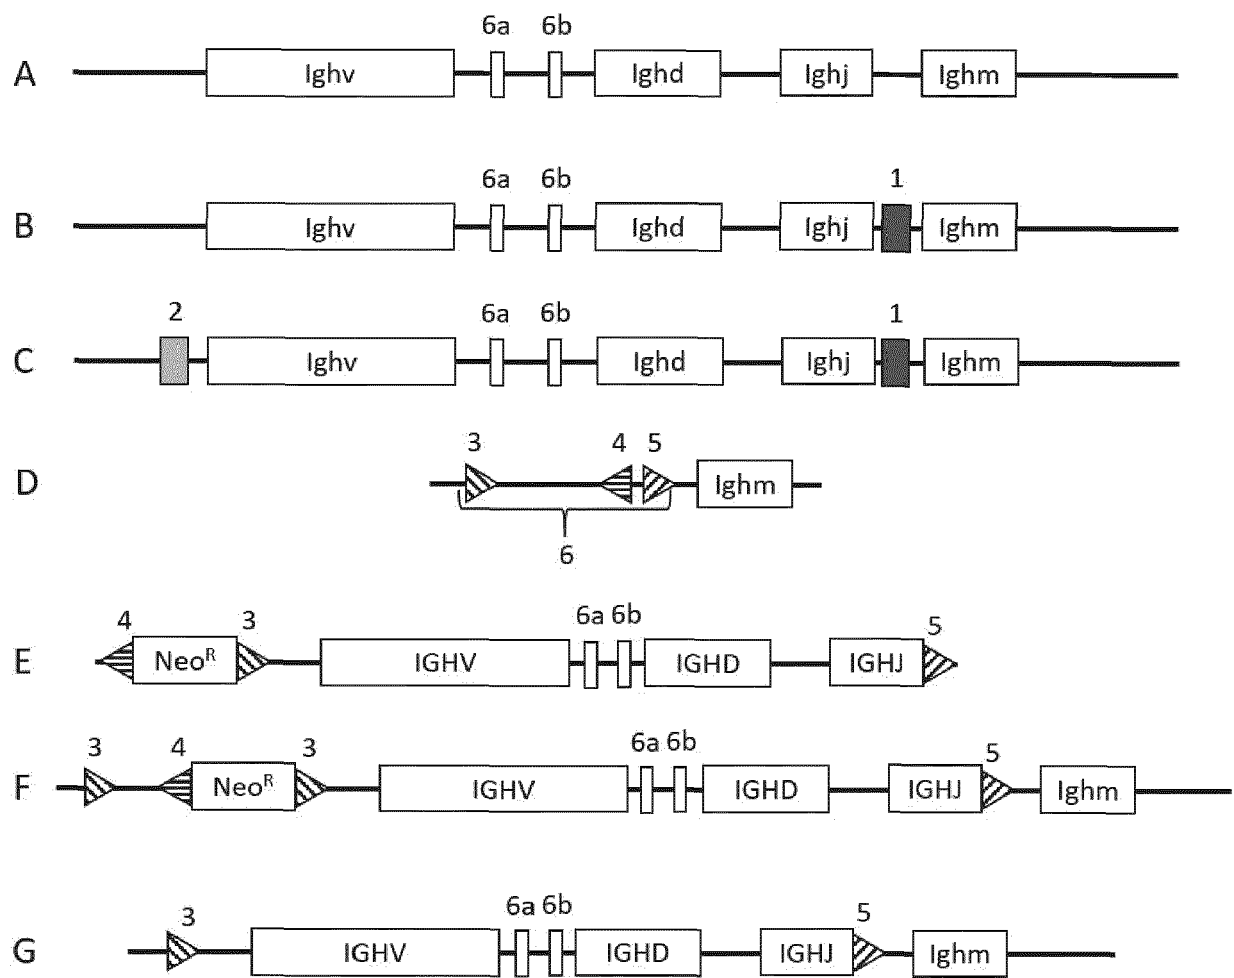 6a 6b
A Ighv Ighd Ighj Ighm
6a 6b 1
B Ighv Ighd Ighj Ighm
2 6a 6b 1
C Ighv Ighd Ighj Ighm
3 4 5
D Ighm
6
4 3 6a 6b 5
E Neoᴿ IGHV IGHD IGHJ
3 4 3 6a 6b 5
F Neoᴿ IGHV IGHD IGHJ Ighm
3 6a 6b 5
G IGHV IGHD IGHJ Ighm